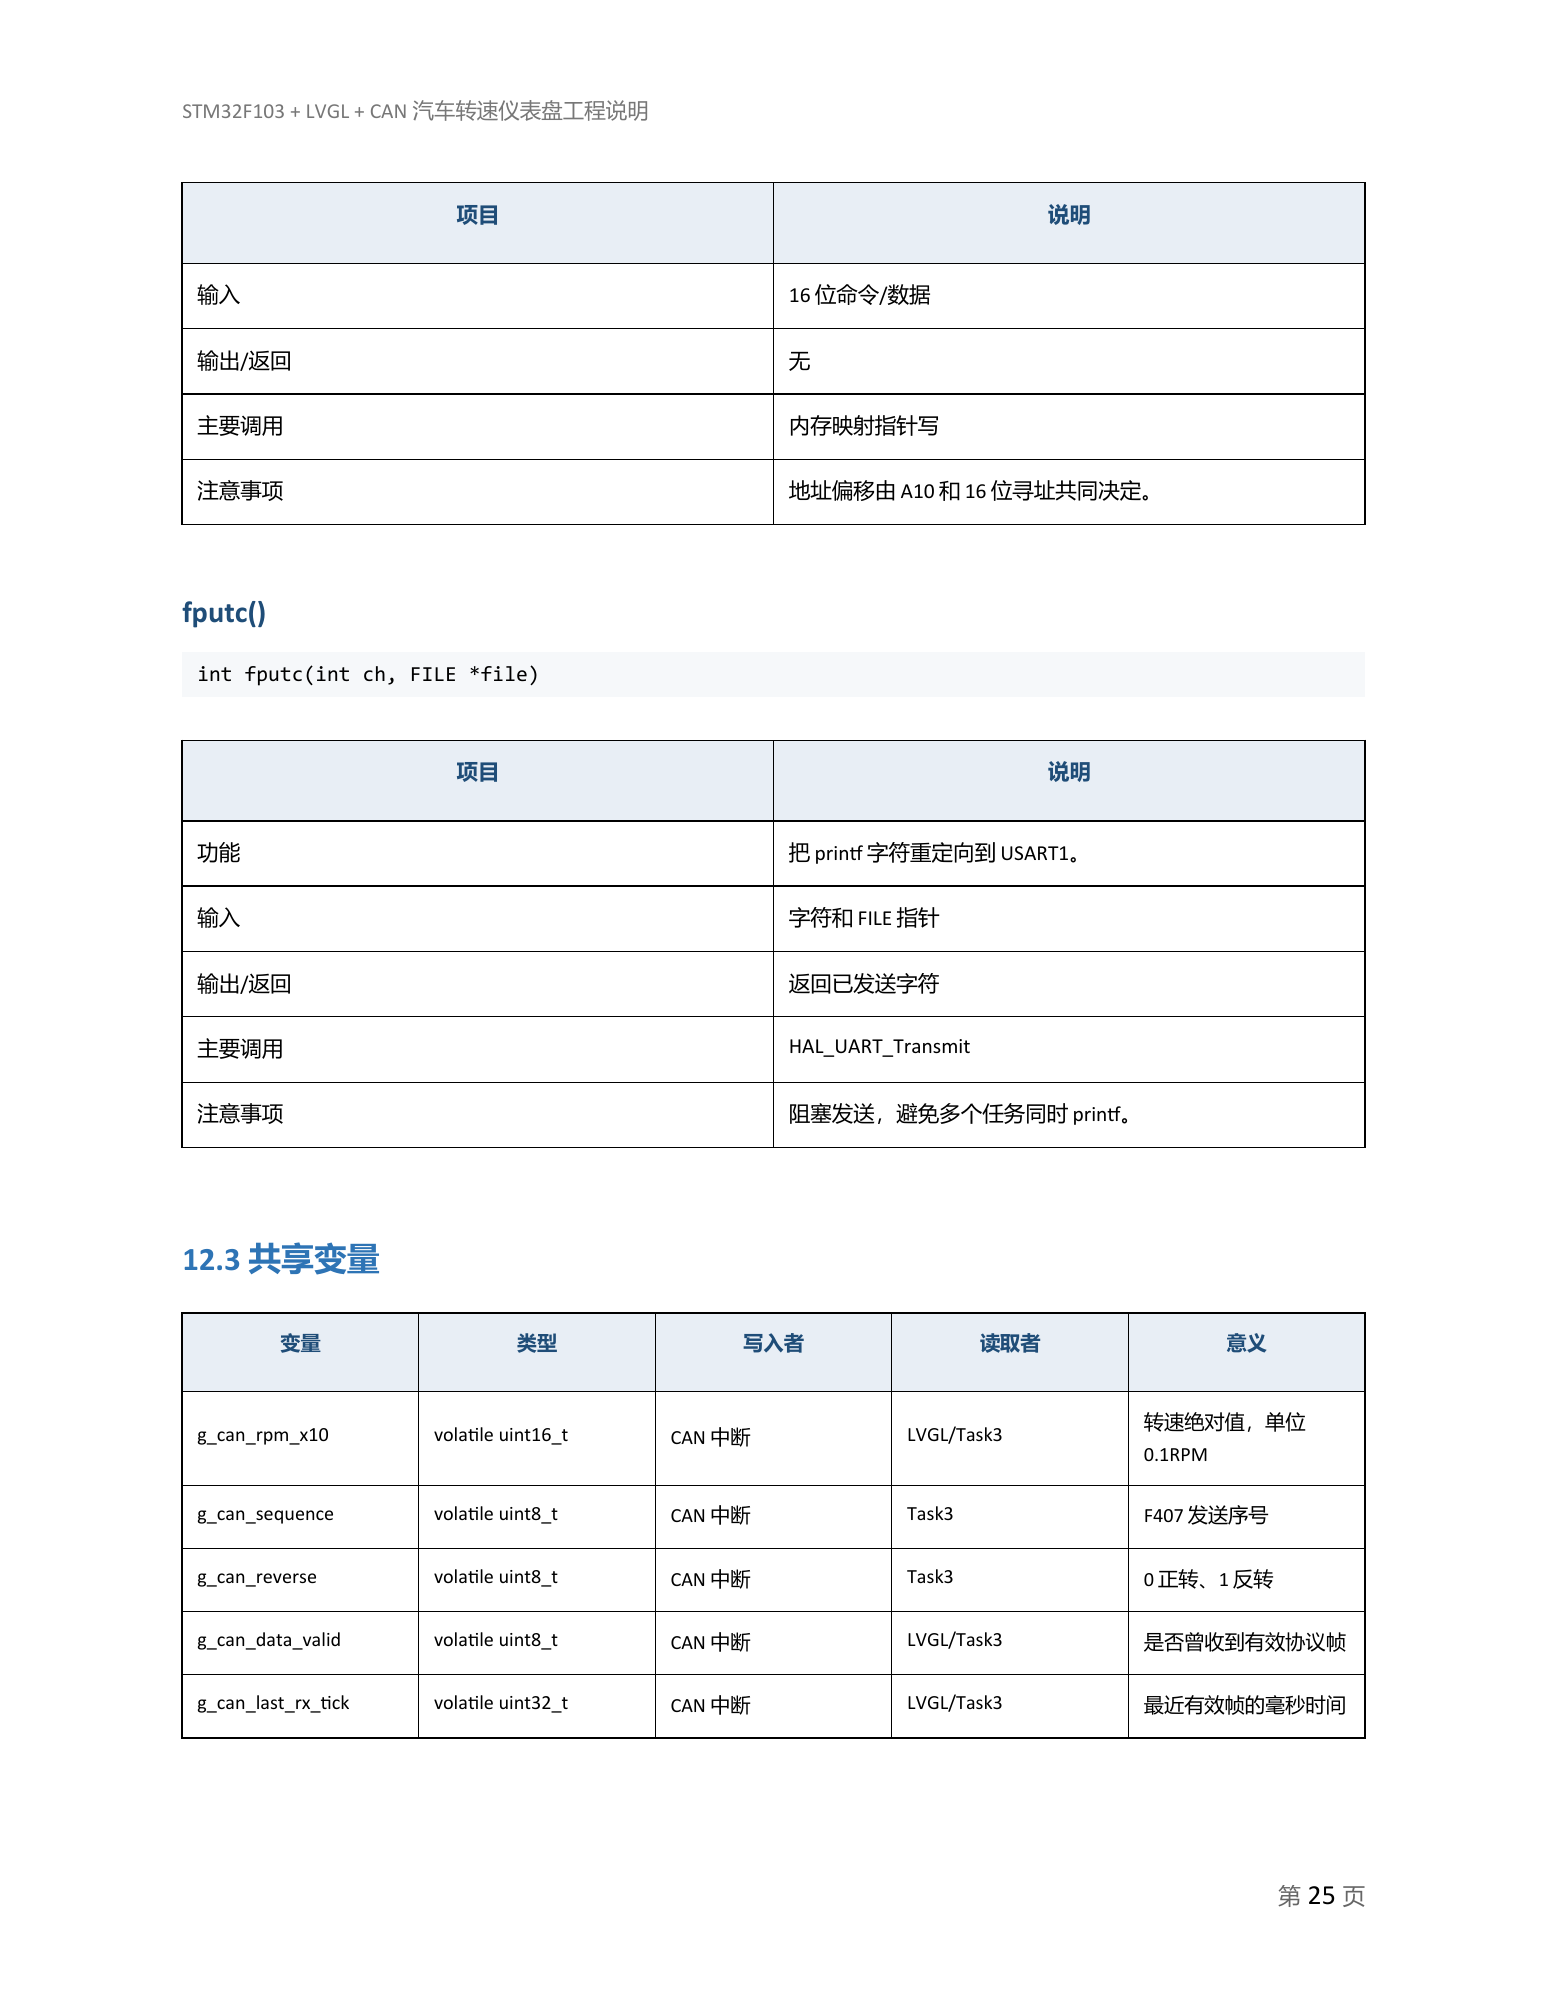 STM32F103 + LVGL + CAN 汽车转速仪表盘工程说明
项目 说明
输入 16 位命令/数据
输出/返回 无
主要调用 内存映射指针写
注意事项 地址偏移由 A10 和 16 位寻址共同决定。
fputc()
int fputc(int ch, FILE *file)
项目 说明
功能 把 printf 字符重定向到 USART1。
输入 字符和 FILE 指针
输出/返回 返回已发送字符
主要调用 HAL_UART_Transmit
注意事项 阻塞发送，避免多个任务同时 printf。
12.3 共享变量
变量 类型 写入者 读取者 意义
g_can_rpm_x10 volatile uint16_t CAN 中断 LVGL/Task3 转速绝对值，单位
0.1RPM
g_can_sequence volatile uint8_t CAN 中断 Task3 F407 发送序号
g_can_reverse volatile uint8_t CAN 中断 Task3 0 正转、1 反转
g_can_data_valid volatile uint8_t CAN 中断 LVGL/Task3 是否曾收到有效协议帧
g_can_last_rx_tick volatile uint32_t CAN 中断 LVGL/Task3 最近有效帧的毫秒时间
第 25 页